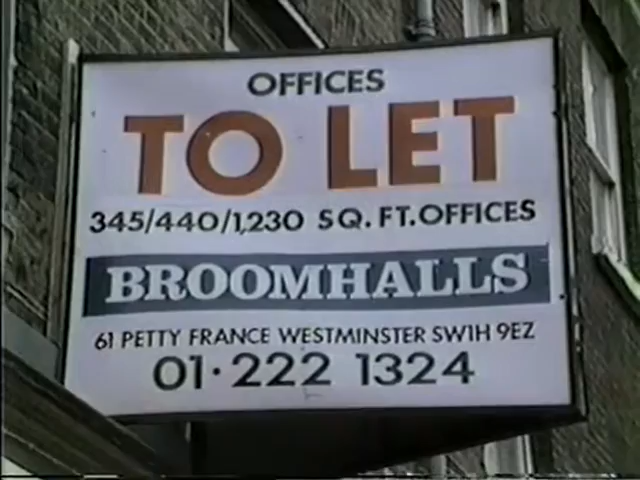 OFFICES
TO LET
345/440/1,230 SQ. FT. OFFICES
BROOMHALLS
61 PETTY FRANCE WESTMINSTER SW1H 9EZ
01·222 1324